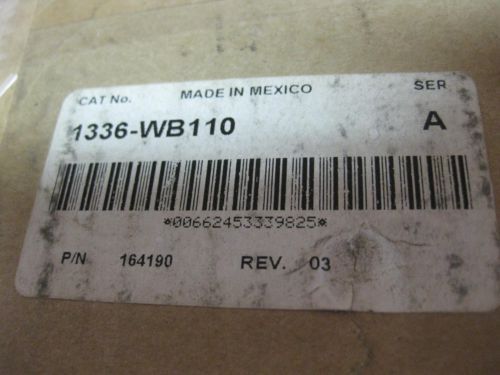 CAT No. MADE IN MEXICO SER
1336-WB110 A
*00662453339825*
P/N 164190 REV. 03